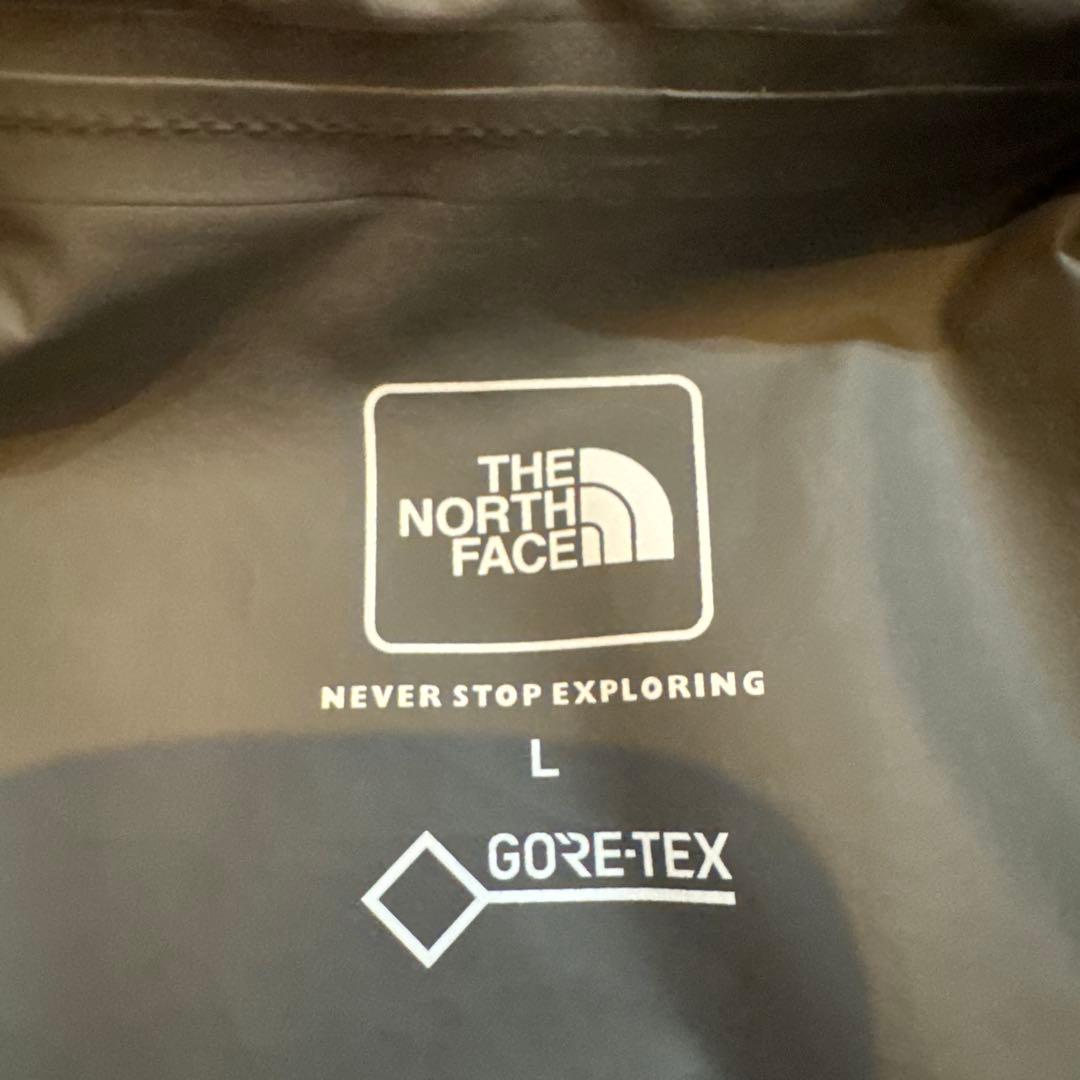 THE
NORTH
FACE
NEVER STOP EXPLORING
L
GORE-TEX